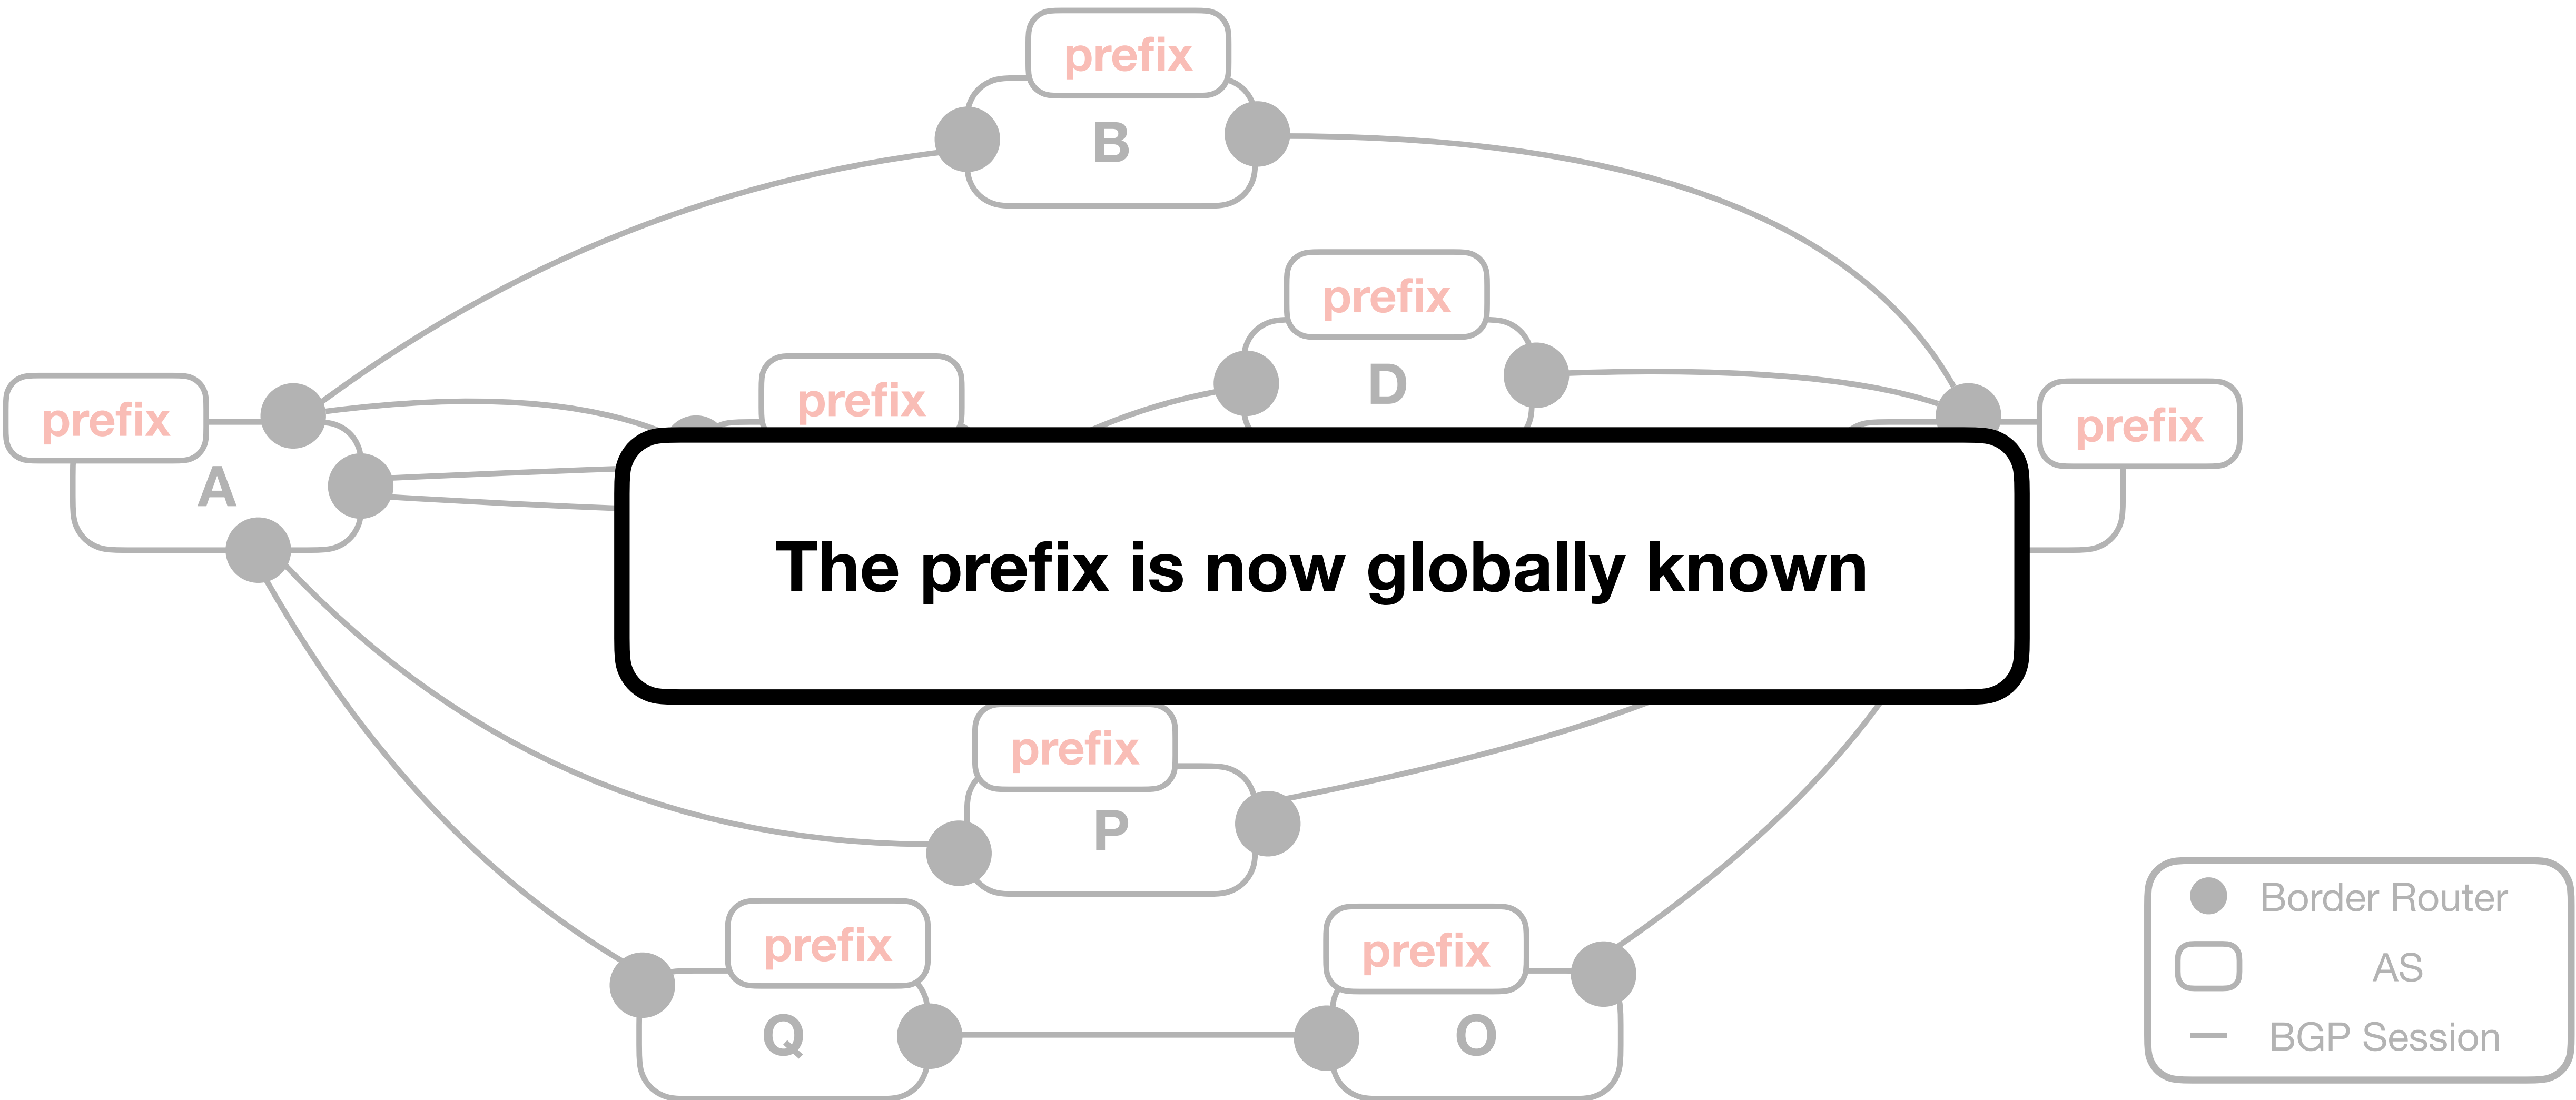 prefix
B
prefix
D
prefix
prefix
prefix
A
The prefix is now globally known
prefix
P
prefix
Q
prefix
O
Border Router
AS
BGP Session